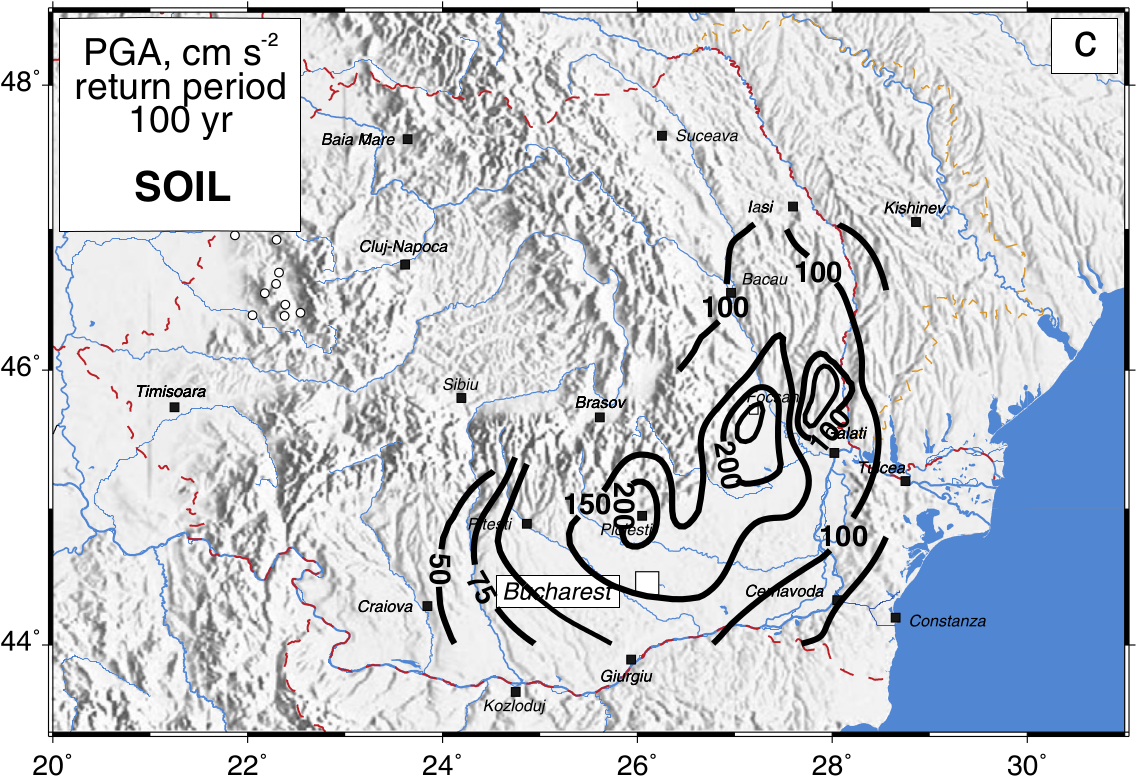 PGA, cm s-2
return period
100 yr
SOIL
C
48°
46°
44°
Baia Mare
Suceava
Iasi
Kishinev
Cluj-Napoca
Bacau
100
100
Timisoara
Sibiu
Brasov
Focsani
Galati
200
Tulcea
150
200
Pitesti
Ploiesti
100
50
75
Bucharest
Cernavoda
Craiova
Constanza
Giurgiu
Kozloduj
20°
22°
24°
26°
28°
30°